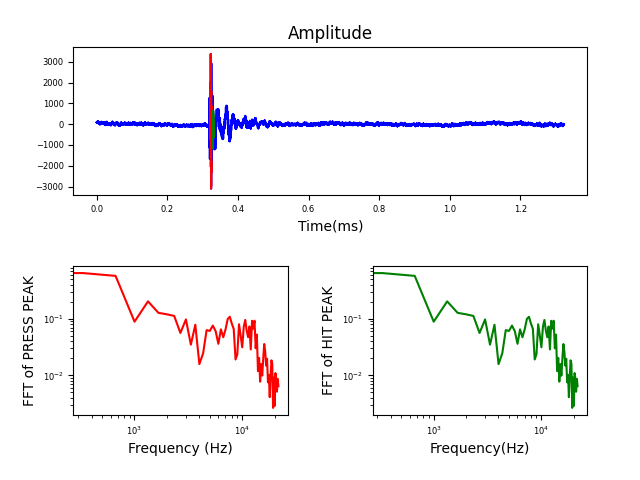 Amplitude
3000
2000
1000
0
−1000
−2000
−3000
0.0 0.2 0.4 0.6 0.8 1.0 1.2
Time(ms)
FFT of PRESS PEAK
10⁻¹
10⁻²
10³ 10⁴
Frequency (Hz)
FFT of HIT PEAK
10⁻¹
10⁻²
10³ 10⁴
Frequency(Hz)